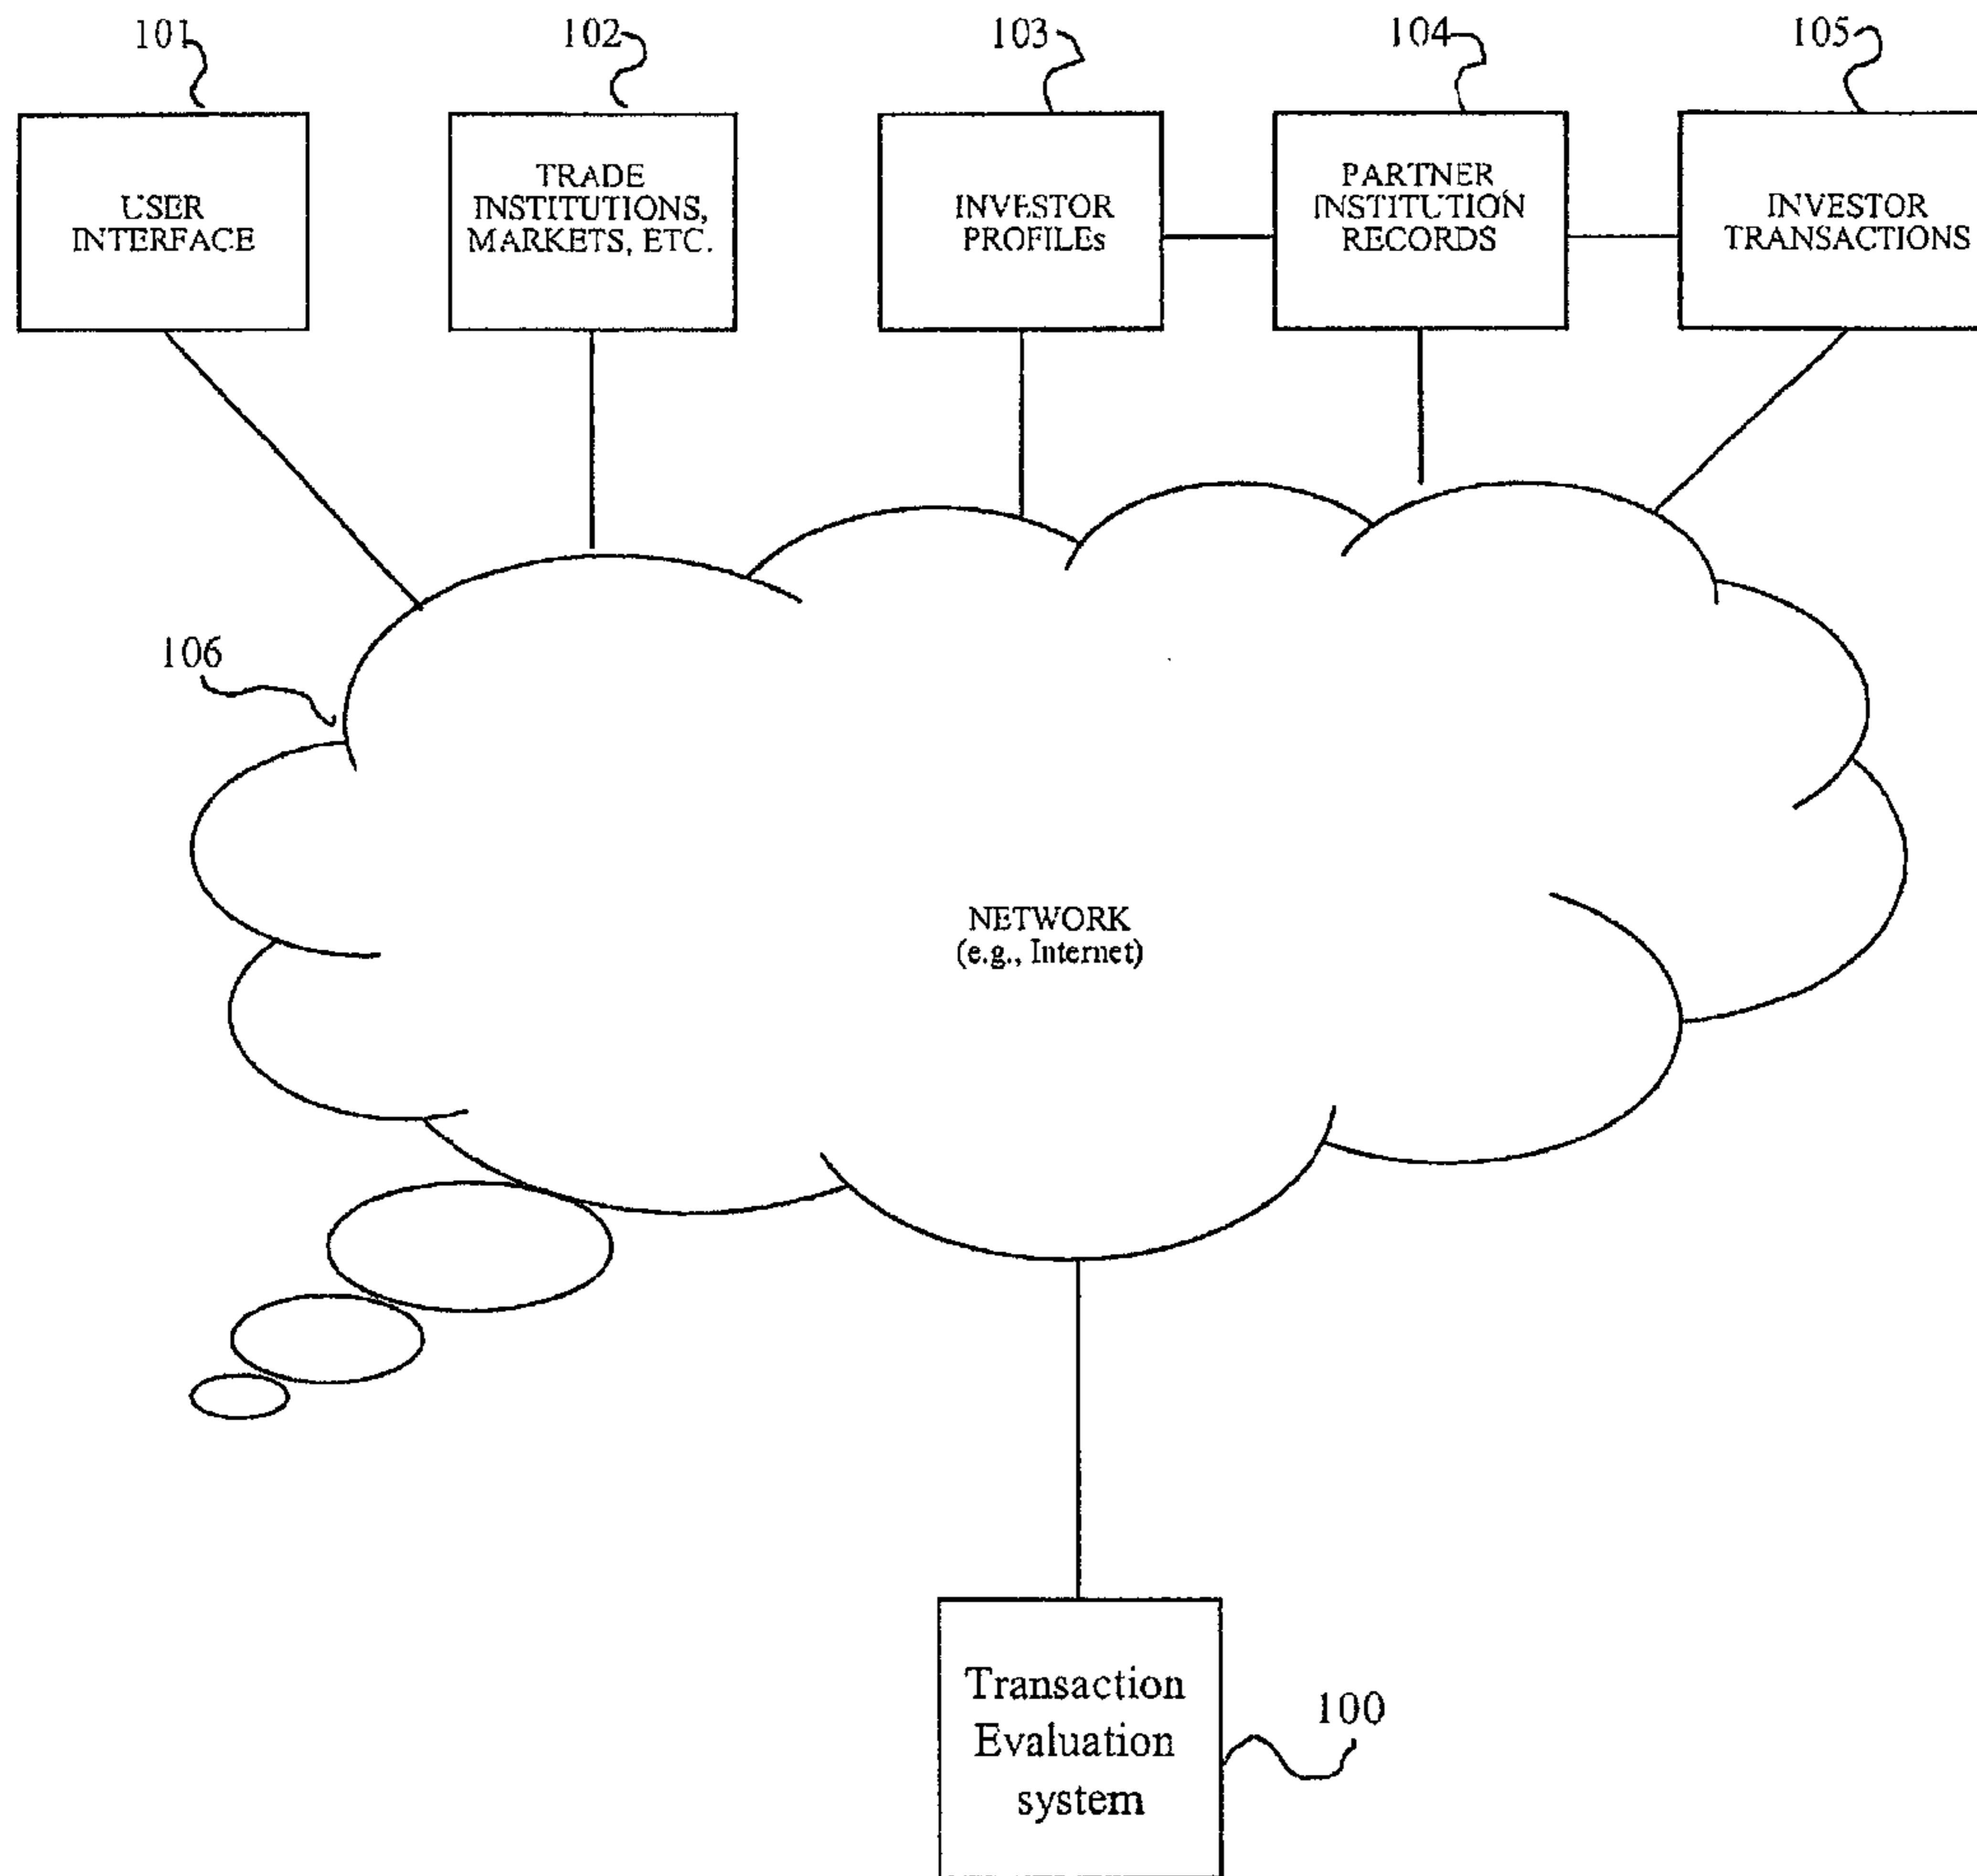 101
102
103
104
105
USER
INTERFACE
TRADE
INSTITUTIONS,
MARKETS, ETC.
INVESTOR
PROFILEs
PARTNER
INSTITUTION
RECORDS
INVESTOR
TRANSACTIONS
106
NETWORK
(e.g., Internet)
Transaction
Evaluation
system
100